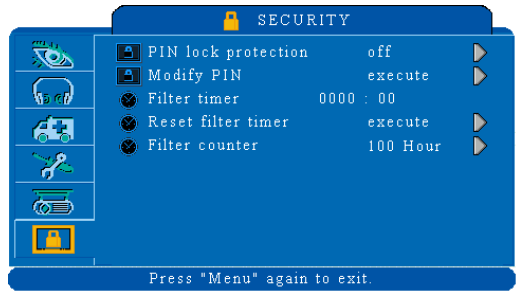 SECURITY
PIN lock protection off
Modify PIN execute
Filter timer 0000 : 00
Reset filter timer execute
Filter counter 100 Hour
Press "Menu" again to exit.